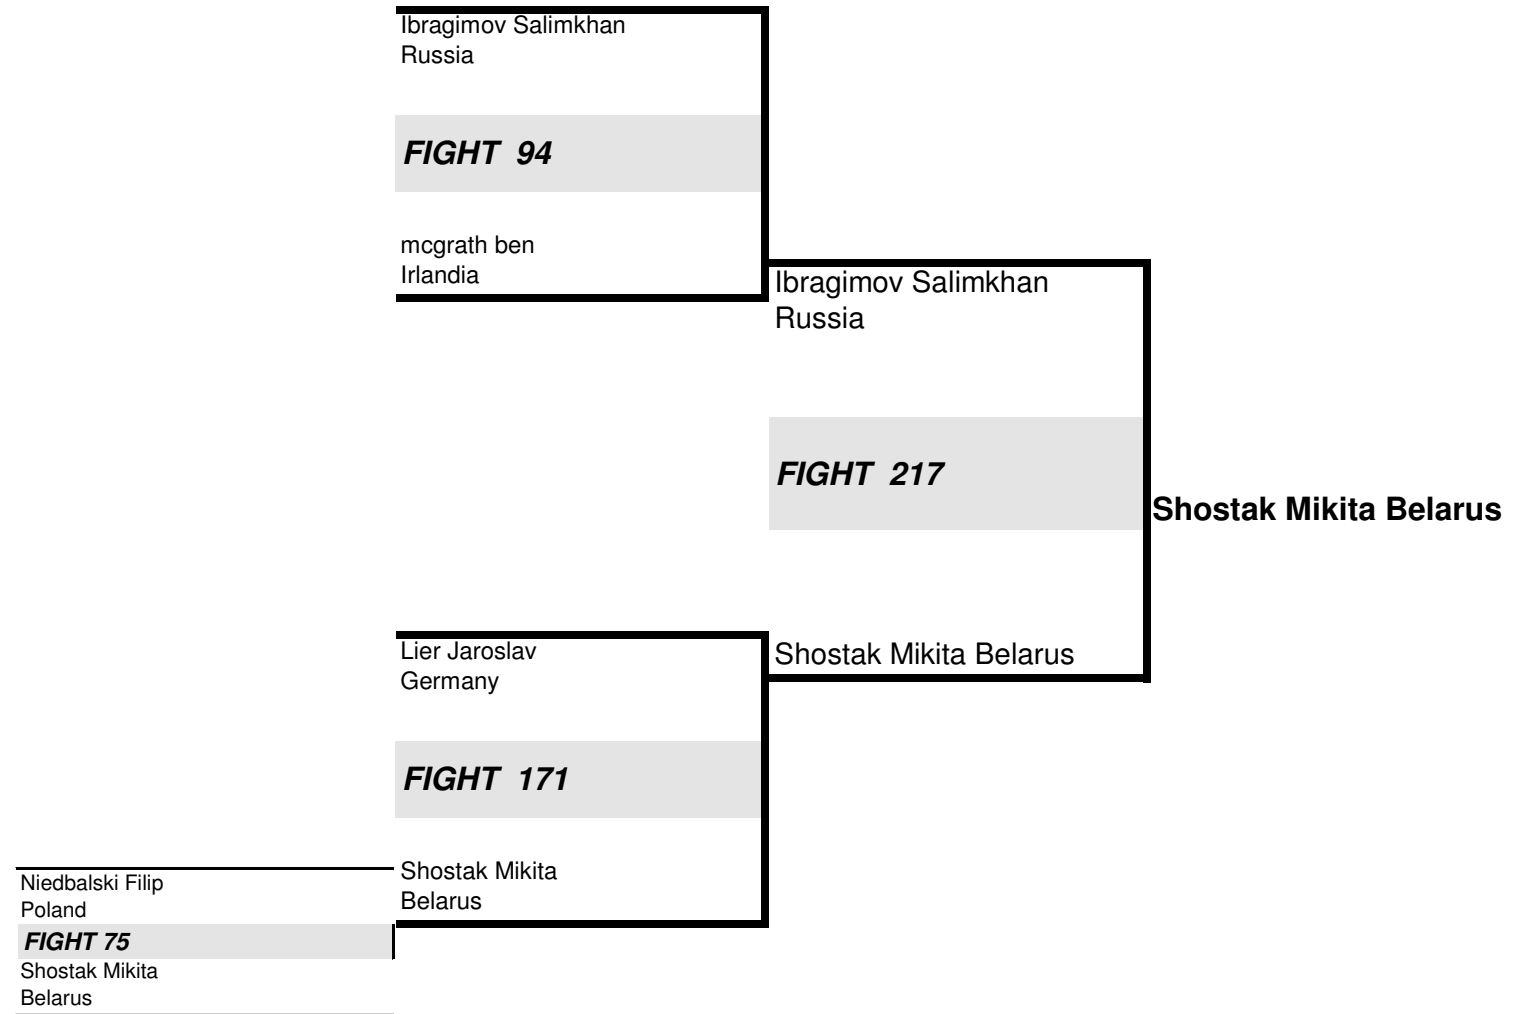 Ibragimov Salimkhan
Russia
FIGHT 94
mcgrath ben
Irlandia
Ibragimov Salimkhan
Russia
FIGHT 217
Shostak Mikita Belarus
Lier Jaroslav
Germany
Shostak Mikita Belarus
FIGHT 171
Shostak Mikita
Belarus
Niedbalski Filip
Poland
FIGHT 75
Shostak Mikita
Belarus